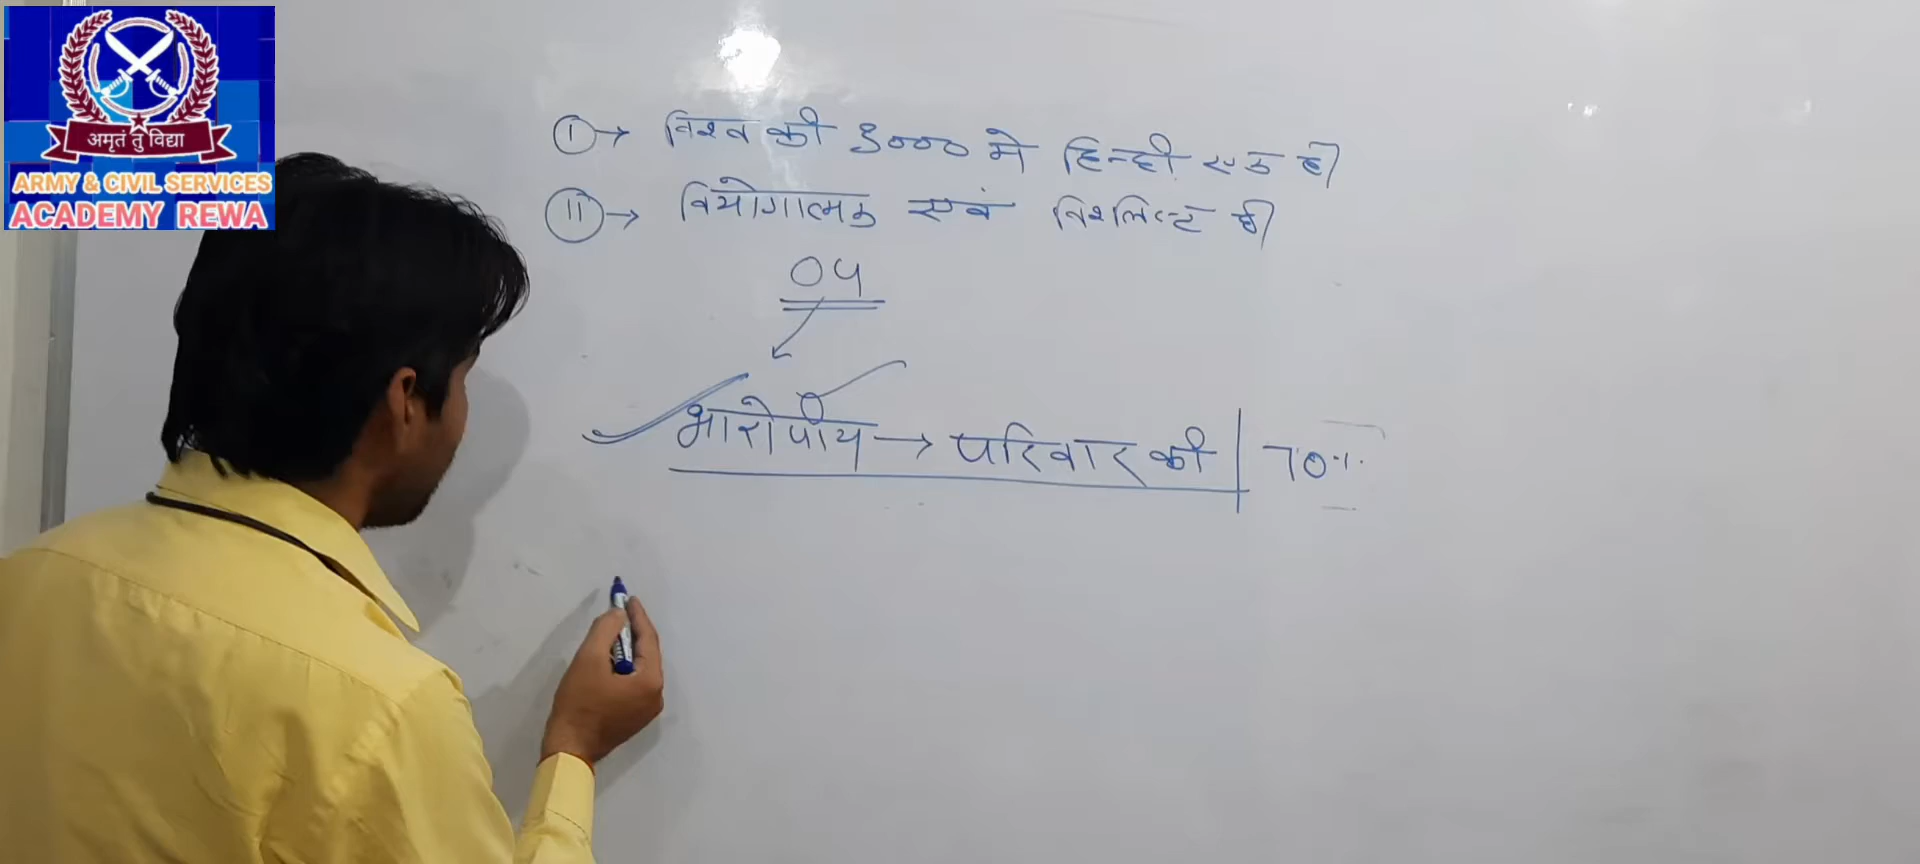 अमृतं तु विद्या
ARMY & CIVIL SERVICES
ACADEMY REWA
I → विश्व की 3000 मे हिन्दी एक है
II → वियोगात्मक एवं विश्लिष्ट है
04
भारोपीय → परिवार की | 70%